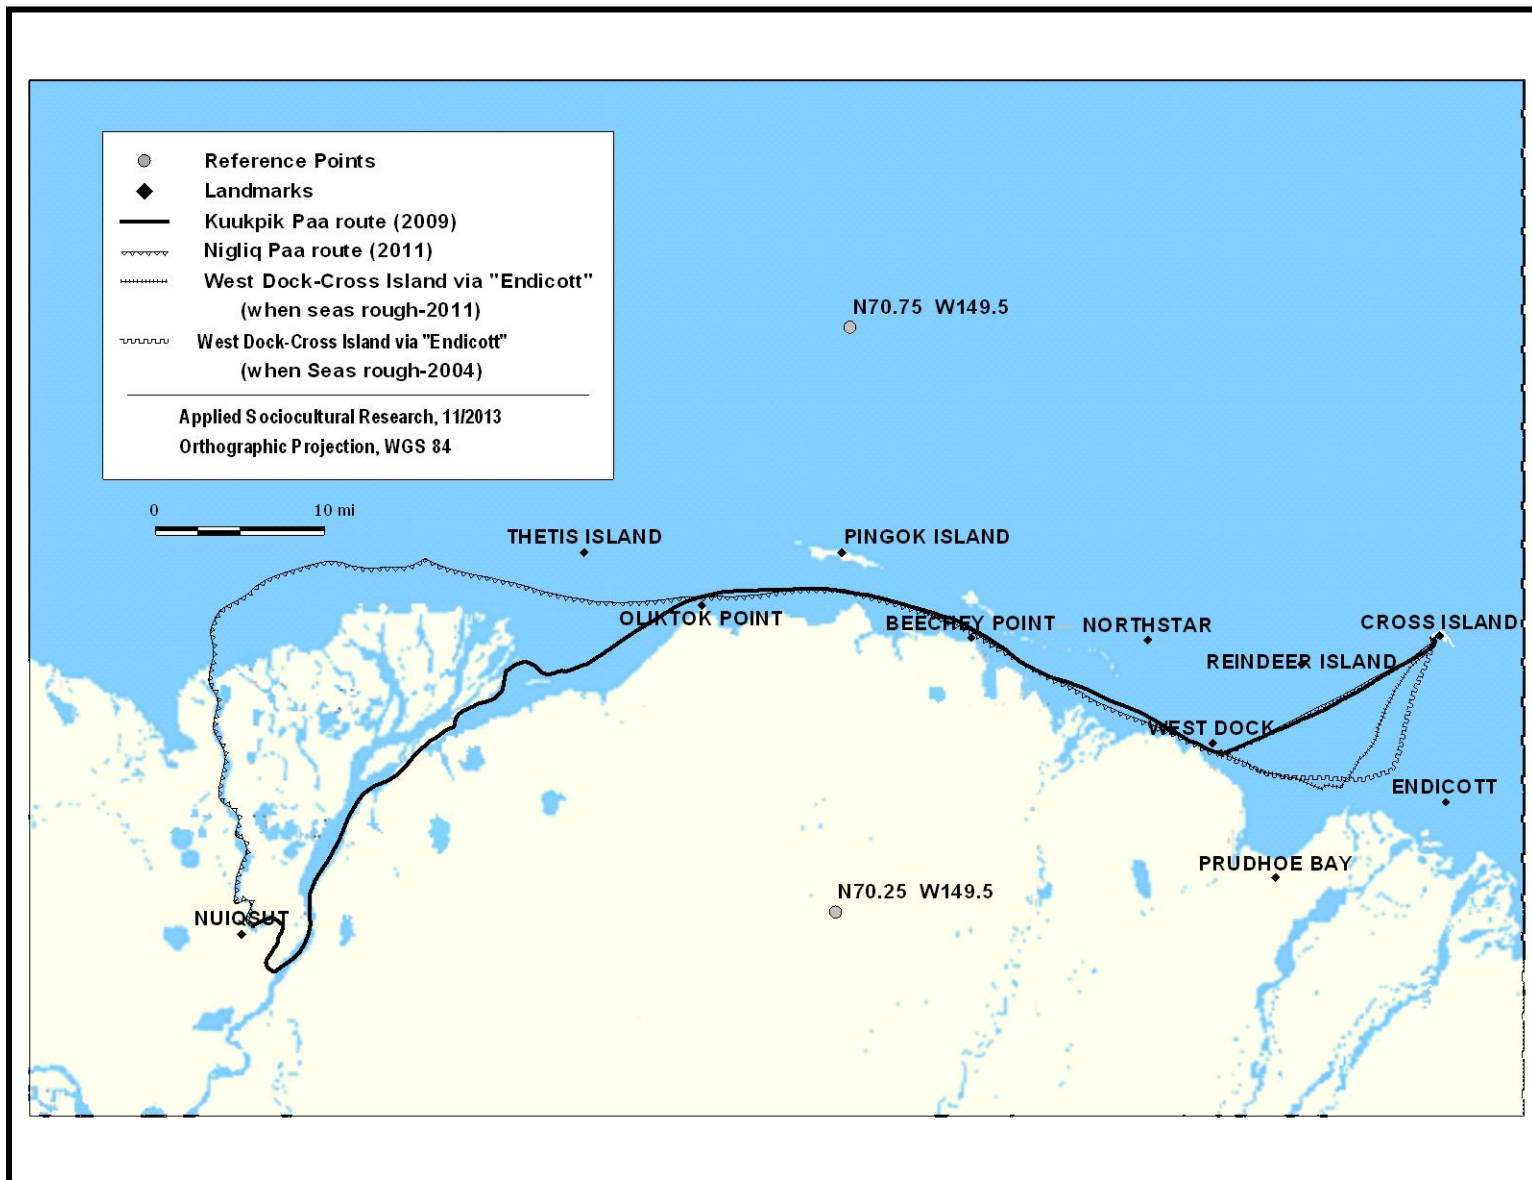 Reference Points
Landmarks
Kuukpik Paa route (2009)
Nigliq Paa route (2011)
West Dock-Cross Island via "Endicott"
(when seas rough-2011)
West Dock-Cross Island via "Endicott"
(when Seas rough-2004)
Applied Sociocultural Research, 11/2013
Orthographic Projection, WGS 84
N70.75 W149.5
0 10 mi
THETIS ISLAND
PINGOK ISLAND
OLIKTOK POINT
BEECHEY POINT
NORTHSTAR
CROSS ISLAND
REINDEER ISLAND
WEST DOCK
ENDICOTT
PRUDHOE BAY
N70.25 W149.5
NUIQSUT